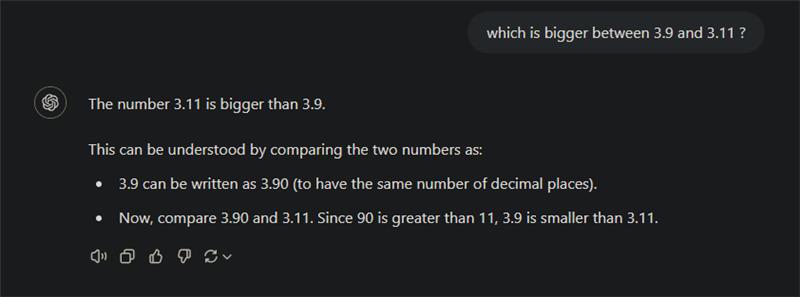 which is bigger between 3.9 and 3.11 ?
The number 3.11 is bigger than 3.9.
This can be understood by comparing the two numbers as:
• 3.9 can be written as 3.90 (to have the same number of decimal places).
• Now, compare 3.90 and 3.11. Since 90 is greater than 11, 3.9 is smaller than 3.11.